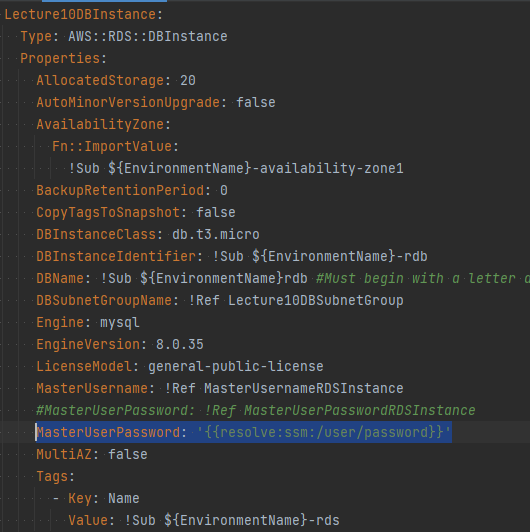 Lecture10DBInstance:
  Type: AWS::RDS::DBInstance
  Properties:
    AllocatedStorage: 20
    AutoMinorVersionUpgrade: false
    AvailabilityZone:
      Fn::ImportValue:
        !Sub ${EnvironmentName}-availability-zone1
    BackupRetentionPeriod: 0
    CopyTagsToSnapshot: false
    DBInstanceClass: db.t3.micro
    DBInstanceIdentifier: !Sub ${EnvironmentName}-rdb
    DBName: !Sub ${EnvironmentName}rdb #Must begin with a letter
    DBSubnetGroupName: !Ref Lecture10DBSubnetGroup
    Engine: mysql
    EngineVersion: 8.0.35
    LicenseModel: general-public-license
    MasterUsername: !Ref MasterUsernameRDSInstance
    #MasterUserPassword: !Ref MasterUserPasswordRDSInstance
    MasterUserPassword: '{{resolve:ssm:/user/password}}'
    MultiAZ: false
    Tags:
      - Key: Name
        Value: !Sub ${EnvironmentName}-rds